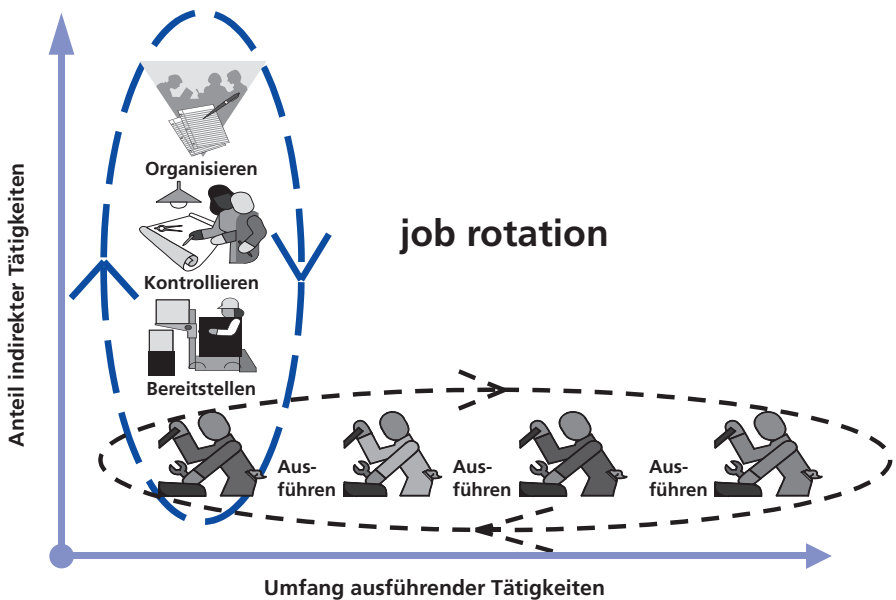 Anteil indirekter Tätigkeiten
Organisieren
job rotation
Kontrollieren
Bereitstellen
Aus-
führen
Aus-
führen
Aus-
führen
Umfang ausführender Tätigkeiten